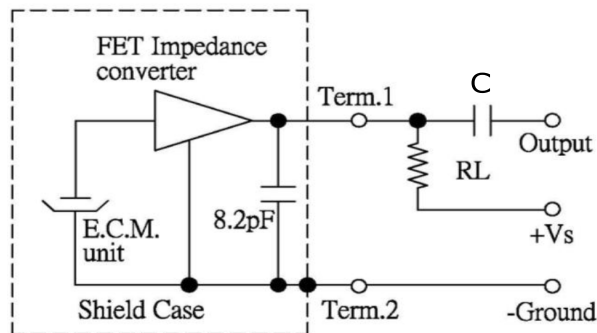 FET Impedance
converter
Term.1
C
Output
RL
8.2pF
E.C.M.
unit
+Vs
Shield Case
Term.2
-Ground